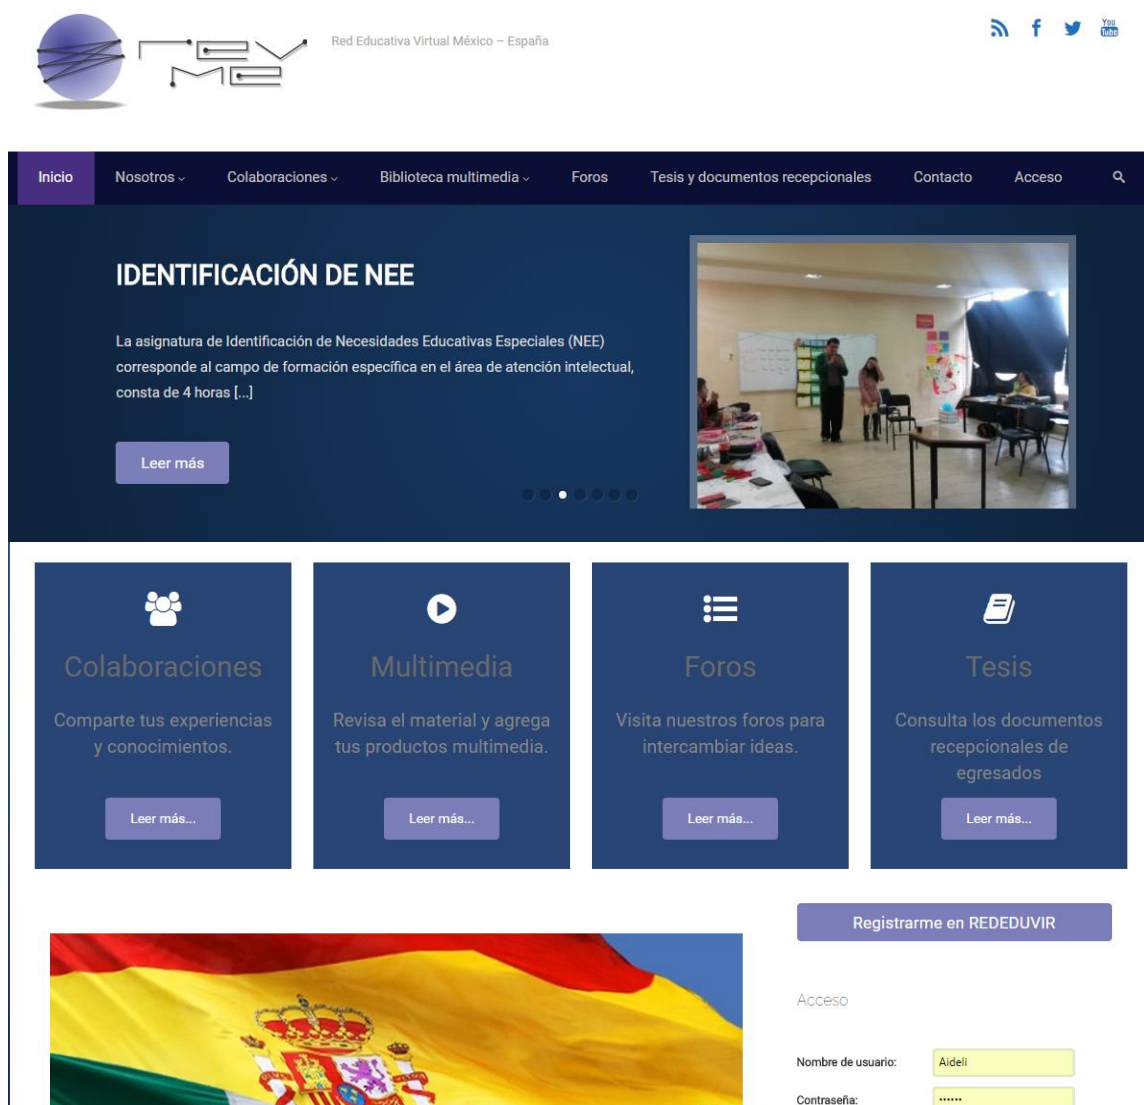 rev
me
Red Educativa Virtual México – España
You
Tube
Inicio
Nosotros
Colaboraciones
Biblioteca multimedia
Foros
Tesis y documentos recepcionales
Contacto
Acceso
IDENTIFICACIÓN DE NEE
La asignatura de Identificación de Necesidades Educativas Especiales (NEE)
corresponde al campo de formación específica en el área de atención intelectual,
consta de 4 horas [...]
Leer más
Colaboraciones
Comparte tus experiencias
y conocimientos.
Leer más...
Multimedia
Revisa el material y agrega
tus productos multimedia.
Leer más...
Foros
Visita nuestros foros para
intercambiar ideas.
Leer más...
Tesis
Consulta los documentos
recepcionales de
egresados
Leer más...
Registrarme en REDEDUVIR
Acceso
Nombre de usuario:
Aideli
Contraseña:
••••••